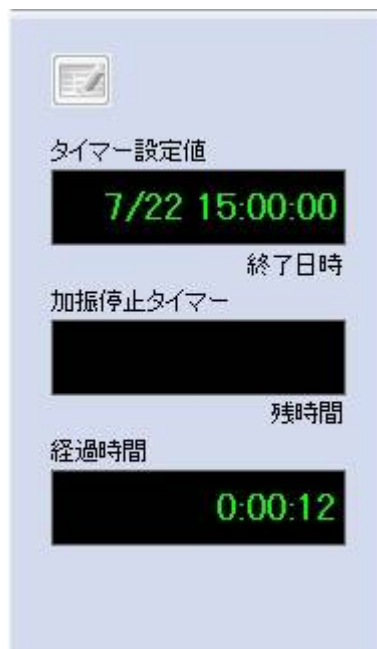 タイマー設定値
7/22 15:00:00
終了日時
加振停止タイマー
残時間
経過時間
0:00:12